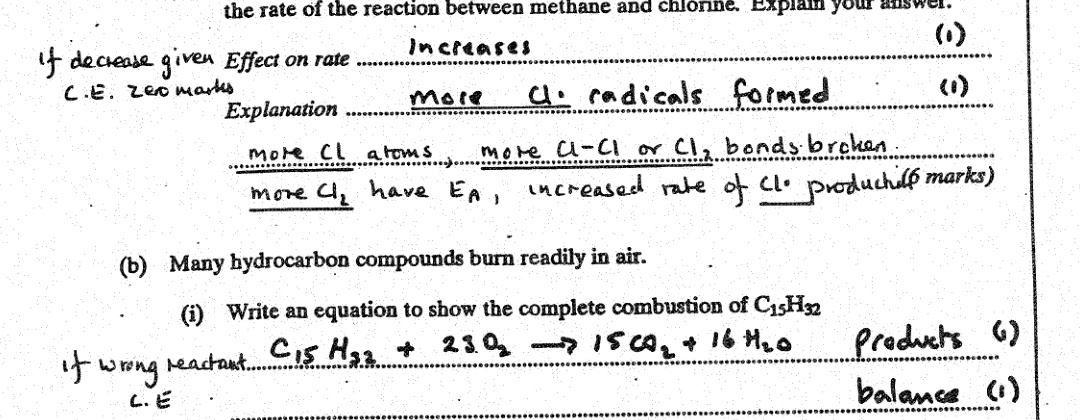 the rate of the reaction between methane and chlorine. Explain your answer.
If decrease given Effect on rate Increases (1)
C.E. zero marks
Explanation more Cl• radicals formed (1)
more Cl atoms, more Cl-Cl or Cl₂ bonds broken.
more Cl₂ have EA, increased rate of Cl• production (6 marks)
(b) Many hydrocarbon compounds burn readily in air.
(i) Write an equation to show the complete combustion of C₁₅H₃₂
if wrong reactant C₁₅H₃₂ + 23O₂ → 15CO₂ + 16H₂O products (1)
C.E balance (1)